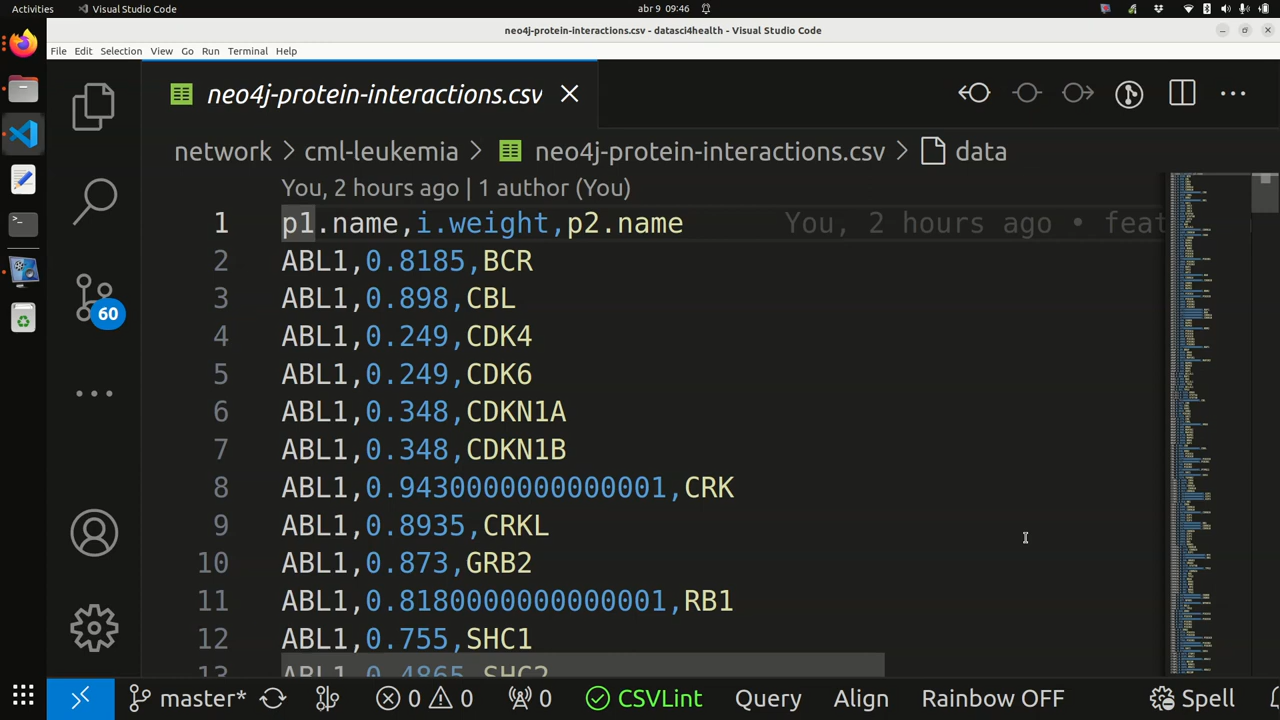 Activities Visual Studio Code abr 9 09:46
neo4j-protein-interactions.csv - datasci4health - Visual Studio Code
File Edit Selection View Go Run Terminal Help
neo4j-protein-interactions.csv
network > cml-leukemia > neo4j-protein-interactions.csv > data
You, 2 hours ago | 1 author (You)
1 p1.name,i.weight,p2.name You, 2 hours ago • feat
2 ABL1,0.8185,BCR
3 ABL1,0.898,CBL
4 ABL1,0.249,CDK4
5 ABL1,0.249,CDK6
6 ABL1,0.348,CDKN1A
7 ABL1,0.348,CDKN1B
8 ABL1,0.9430000000000001,CRK
9 ABL1,0.8935,CRKL
10 ABL1,0.873,GRB2
11 ABL1,0.8180000000000001,RB1
12 ABL1,0.755,SHC1
13 ABL1,0.4865,SHC2
60
master* 0 0 0 CSVLint Query Align Rainbow OFF Spell